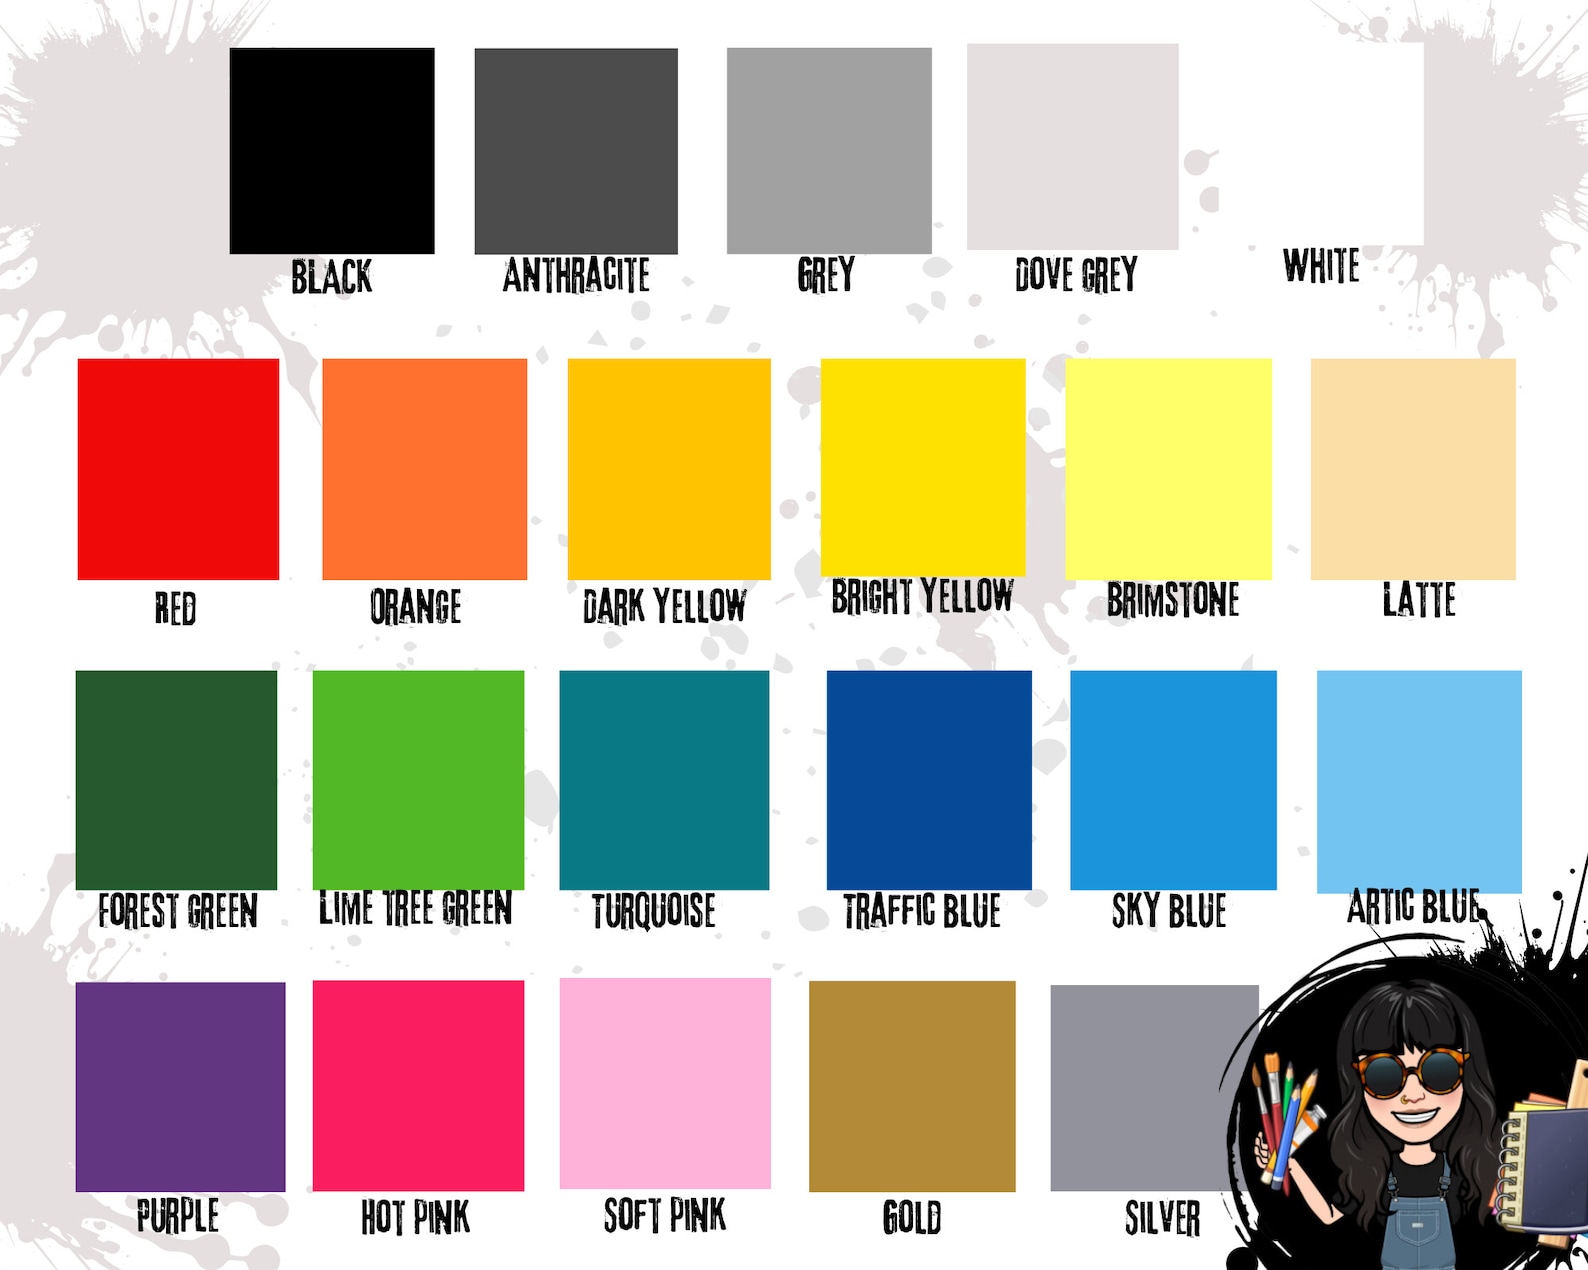 BLACK
ANTHRACITE
GREY
DOVE GREY
WHITE
RED
ORANGE
DARK YELLOW
BRIGHT YELLOW
BRIMSTONE
LATTE
FOREST GREEN
LIME TREE GREEN
TURQUOISE
TRAFFIC BLUE
SKY BLUE
ARTIC BLUE
PURPLE
HOT PINK
SOFT PINK
GOLD
SILVER